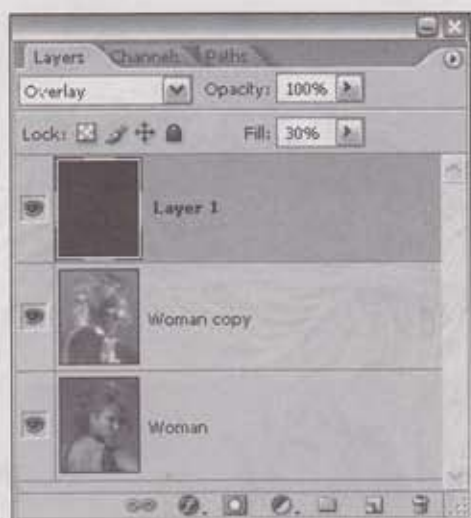 Layers Channels Paths
Overlay Opacity: 100%
Lock: Fill: 30%
Layer 1
Woman copy
Woman